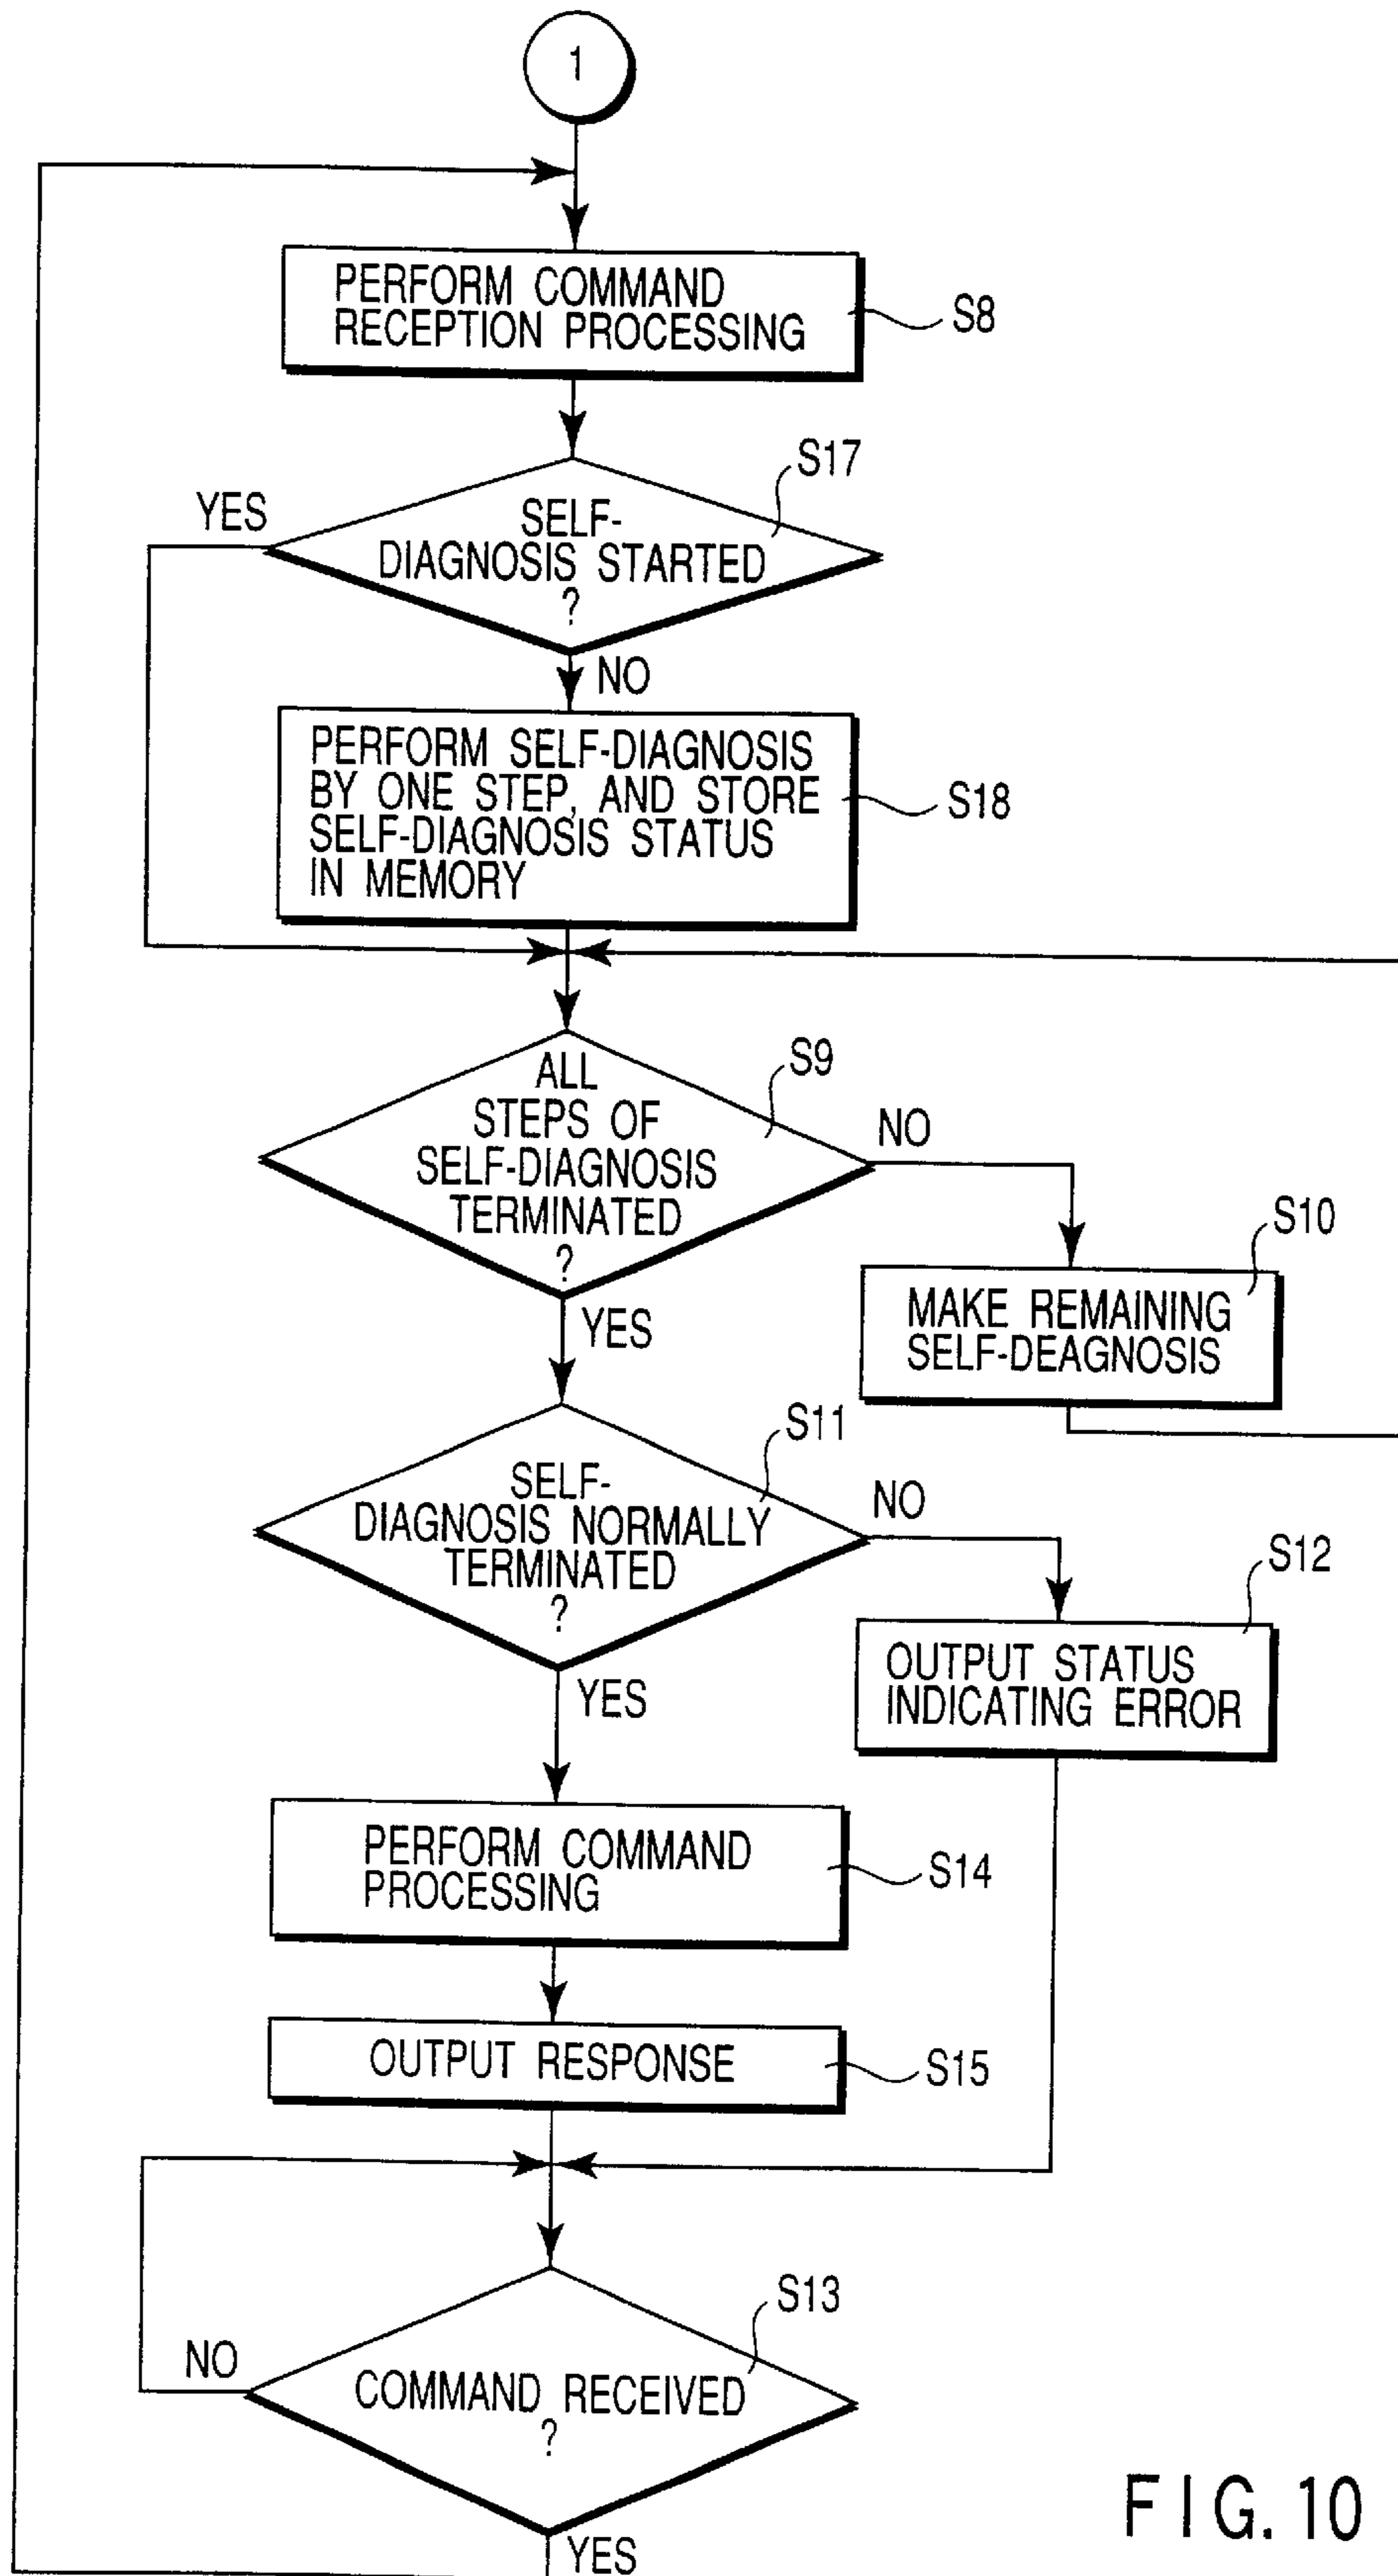 1
PERFORM COMMAND
RECEPTION PROCESSING
S8
S17
YES
SELF-
DIAGNOSIS STARTED
?
NO
PERFORM SELF-DIAGNOSIS
BY ONE STEP, AND STORE
SELF-DIAGNOSIS STATUS
IN MEMORY
S18
S9
ALL
STEPS OF
SELF-DIAGNOSIS
TERMINATED
?
NO
YES
S10
MAKE REMAINING
SELF-DEAGNOSIS
S11
SELF-
DIAGNOSIS NORMALLY
TERMINATED
?
NO
YES
S12
OUTPUT STATUS
INDICATING ERROR
PERFORM COMMAND
PROCESSING
S14
OUTPUT RESPONSE
S15
S13
NO
COMMAND RECEIVED
?
YES
FIG. 10